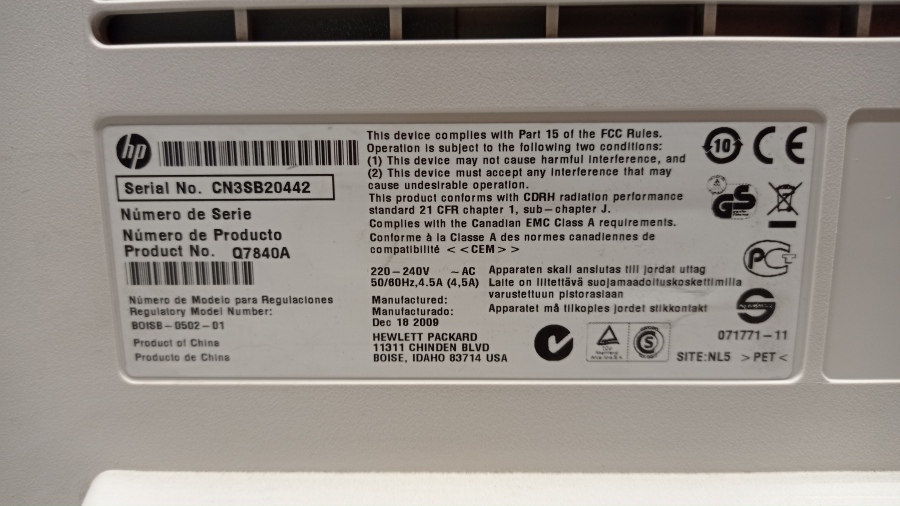 hp
Serial No. CN3SB20442
Número de Serie
Número de Producto
Product No. Q7840A
Número de Modelo para Regulaciones
Regulatory Model Number:
BOISB-0502-01
Product of China
Producto de China
This device complies with Part 15 of the FCC Rules.
Operation is subject to the following two conditions:
(1) This device may not cause harmful interference, and
(2) This device must accept any interference that may
cause undesirable operation.
This product conforms with CDRH radiation performance
standard 21 CFR chapter 1, sub-chapter J.
Complies with the Canadian EMC Class A requirements.
Conforme à la Classe A des normes canadiennes de
compatibilité <<CEM>>
220-240V ~AC
50/60Hz,4.5A (4,5A)
Manufactured:
Manufacturado:
Dec 18 2009
HEWLETT PACKARD
11311 CHINDEN BLVD
BOISE, IDAHO 83714 USA
Apparaten skall anslutas till jordat uttag
Laite on liitettävä suojamaadoituskoskettimilla
varustettuun pistorasiaan
Apparatet må tilkoples jordet stikkontakt
10 CE
GS
PCT
S
071771-11
SITE:NL5 >PET<